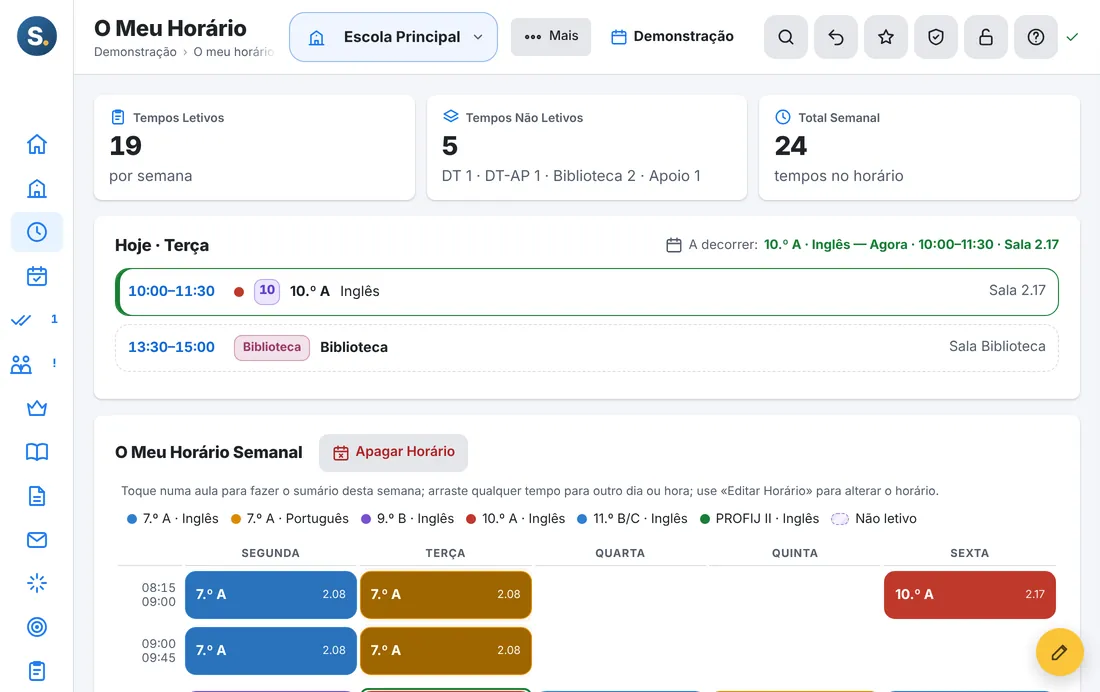 S.
O Meu Horário
Demonstração › O meu horário
Escola Principal
Mais
Demonstração
Tempos Letivos
19
por semana
Tempos Não Letivos
5
DT 1 · DT-AP 1 · Biblioteca 2 · Apoio 1
Total Semanal
24
tempos no horário
1
!
Hoje · Terça
A decorrer: 10.º A · Inglês — Agora · 10:00–11:30 · Sala 2.17
10:00–11:30 10 10.º A Inglês Sala 2.17
13:30–15:00 Biblioteca Biblioteca Sala Biblioteca
O Meu Horário Semanal
Apagar Horário
Toque numa aula para fazer o sumário desta semana; arraste qualquer tempo para outro dia ou hora; use «Editar Horário» para alterar o horário.
7.º A · Inglês 7.º A · Português 9.º B · Inglês 10.º A · Inglês 11.º B/C · Inglês PROFIJ II · Inglês Não letivo
SEGUNDA TERÇA QUARTA QUINTA SEXTA
08:15
09:00
7.º A 2.08 7.º A 2.08 10.º A 2.17
09:00
09:45
7.º A 2.08 7.º A 2.08